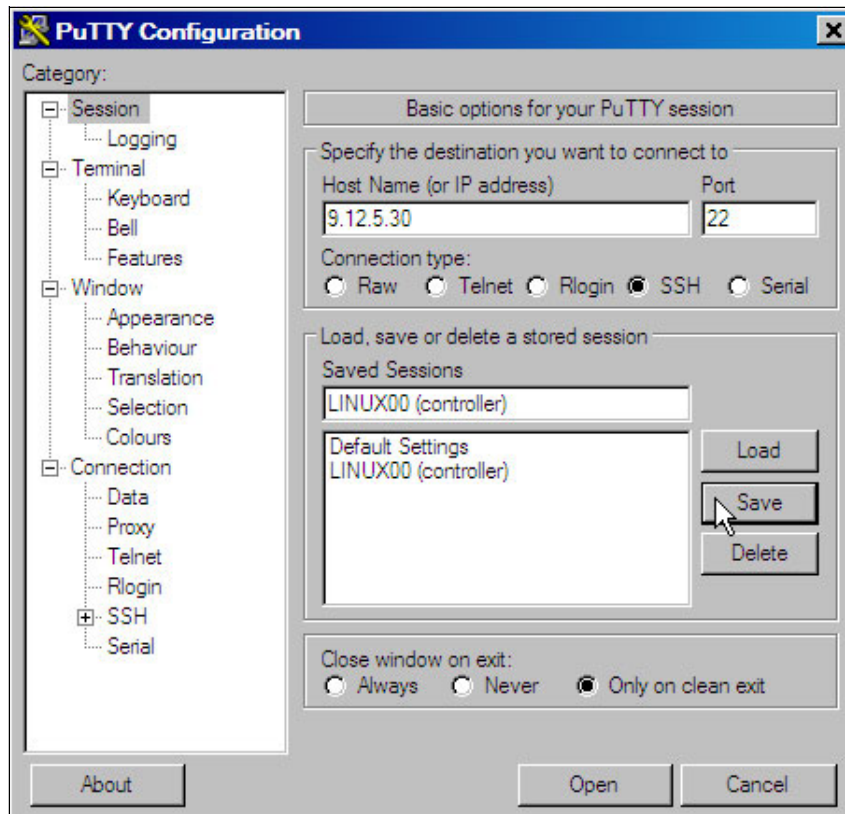 PuTTY Configuration
Category:
Session
Logging
Terminal
Keyboard
Bell
Features
Window
Appearance
Behaviour
Translation
Selection
Colours
Connection
Data
Proxy
Telnet
Rlogin
SSH
Serial
Basic options for your PuTTY session
Specify the destination you want to connect to
Host Name (or IP address) Port
9.12.5.30 22
Connection type:
Raw Telnet Rlogin SSH Serial
Load, save or delete a stored session
Saved Sessions
LINUX00 (controller)
Default Settings
LINUX00 (controller)
Load
Save
Delete
Close window on exit:
Always Never Only on clean exit
About Open Cancel